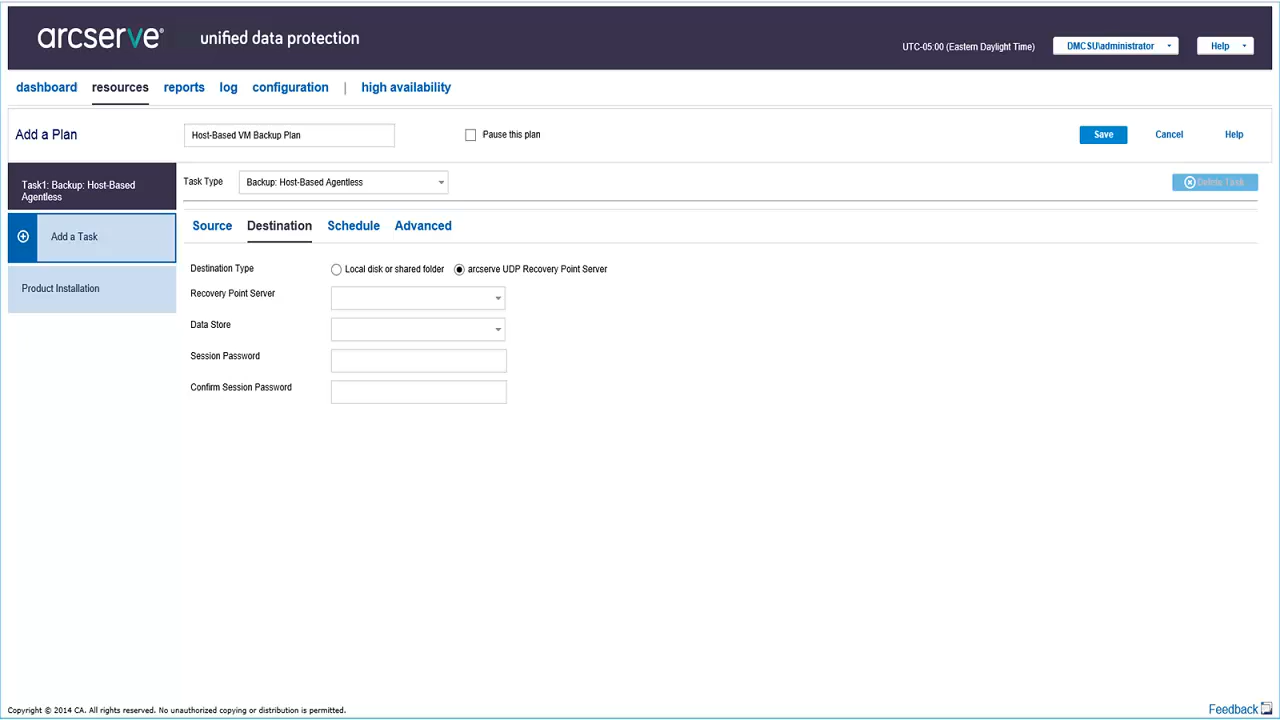 arcserve® unified data protection
UTC-05:00 (Eastern Daylight Time) DMCSU\administrator Help
dashboard resources reports log configuration | high availability
Add a Plan Host-Based VM Backup Plan Pause this plan Save Cancel Help
Task1: Backup: Host-Based
Agentless
Task Type Backup: Host-Based Agentless Delete Task
Add a Task
Product Installation
Source Destination Schedule Advanced
Destination Type Local disk or shared folder arcserve UDP Recovery Point Server
Recovery Point Server
Data Store
Session Password
Confirm Session Password
Copyright © 2014 CA. All rights reserved. No unauthorized copying or distribution is permitted.
Feedback